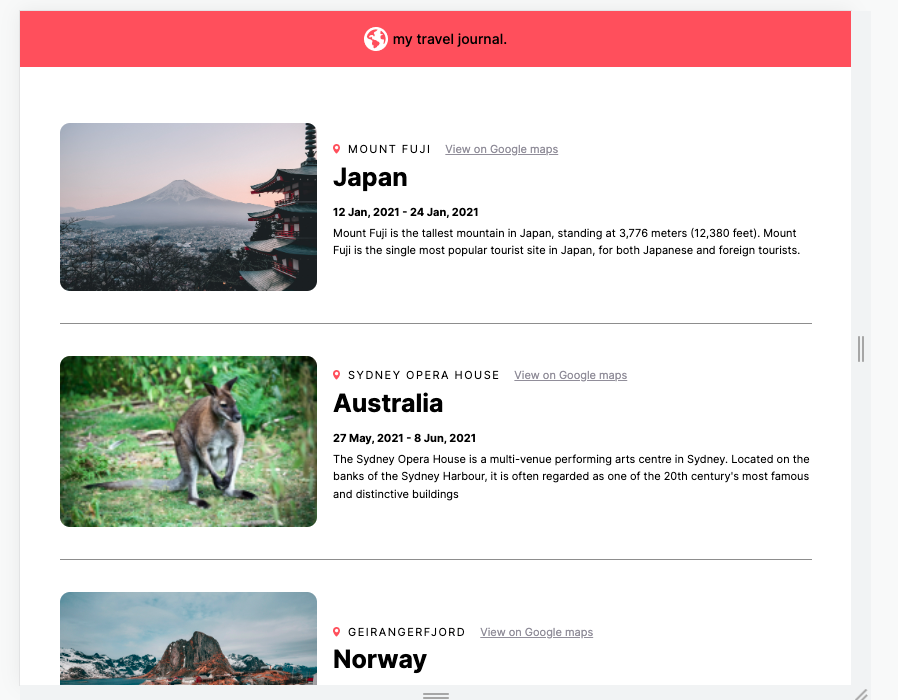 my travel journal.
MOUNT FUJI View on Google maps
Japan
12 Jan, 2021 - 24 Jan, 2021
Mount Fuji is the tallest mountain in Japan, standing at 3,776 meters (12,380 feet). Mount
Fuji is the single most popular tourist site in Japan, for both Japanese and foreign tourists.
SYDNEY OPERA HOUSE View on Google maps
Australia
27 May, 2021 - 8 Jun, 2021
The Sydney Opera House is a multi-venue performing arts centre in Sydney. Located on the
banks of the Sydney Harbour, it is often regarded as one of the 20th century's most famous
and distinctive buildings
GEIRANGERFJORD View on Google maps
Norway